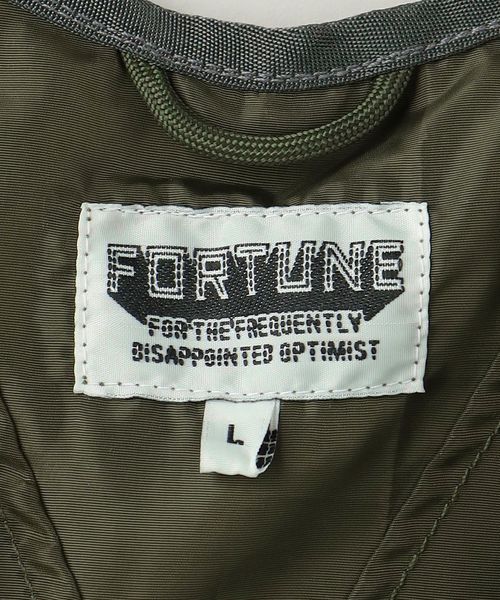 FORTUNE
FOR THE FREQUENTLY
DISAPPOINTED OPTIMIST
L